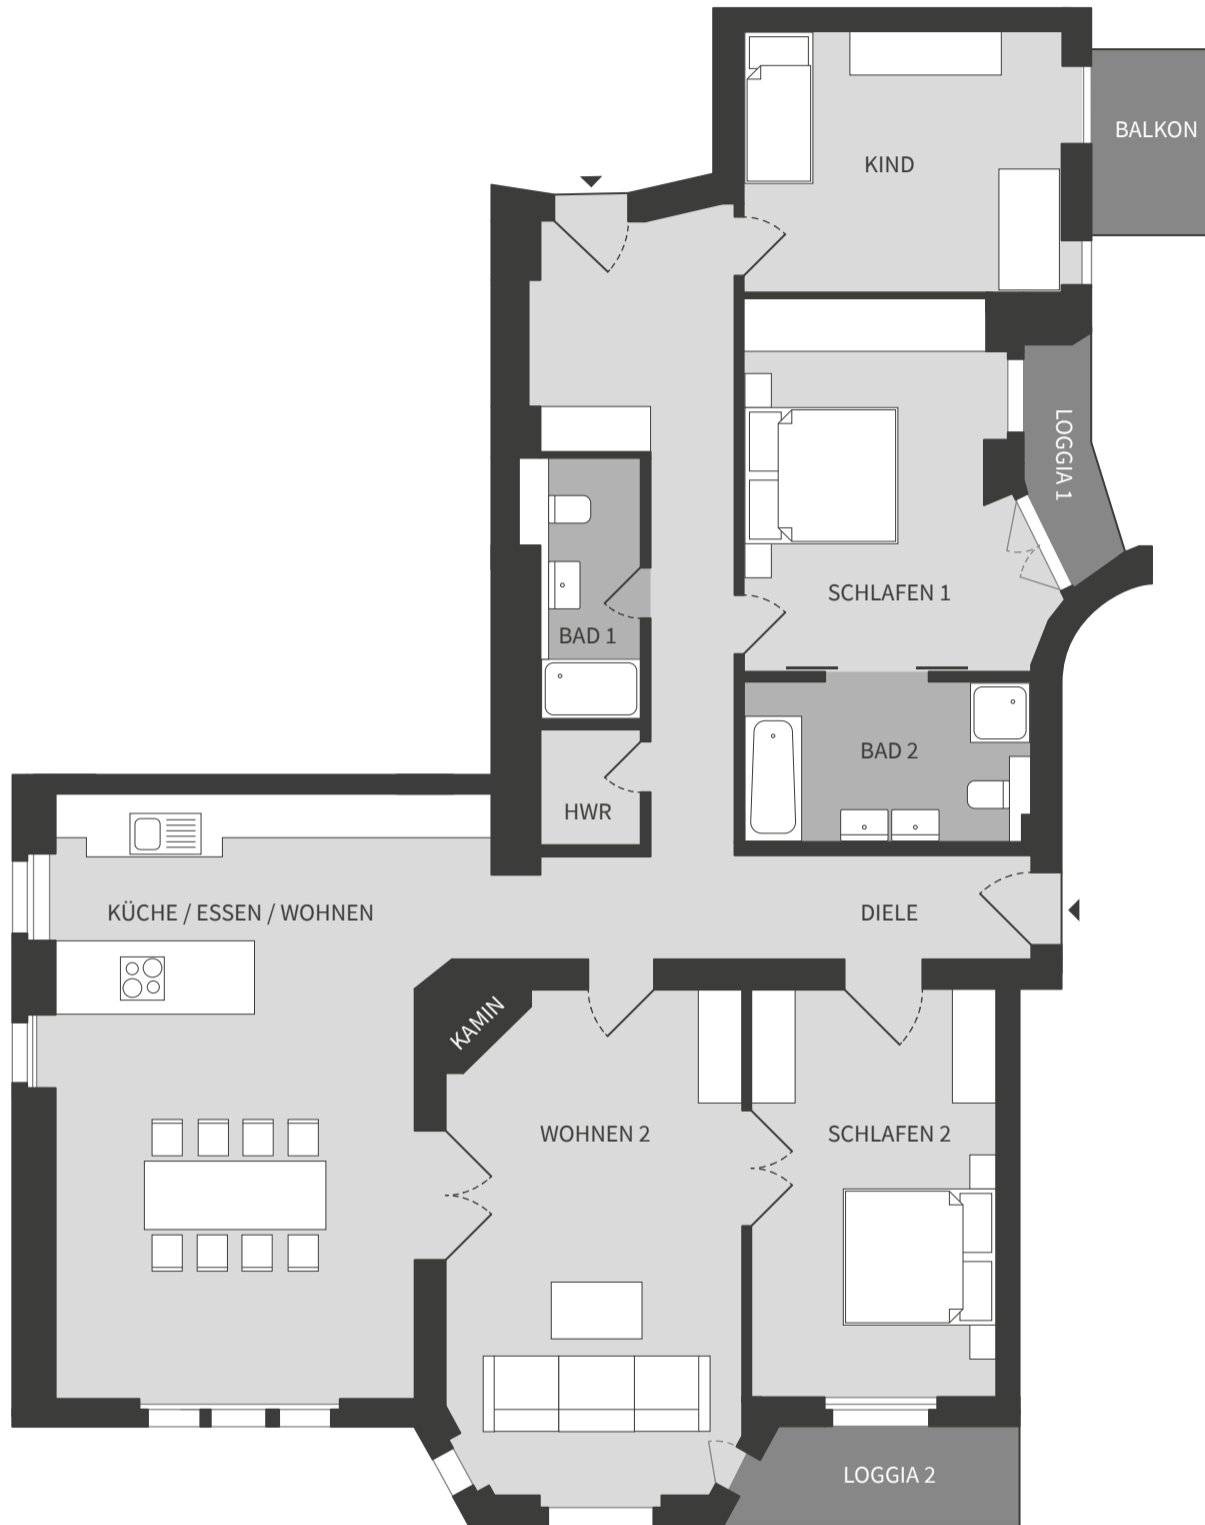 BALKON
KIND
LOGGIA 1
SCHLAFEN 1
BAD 1
BAD 2
HWR
KÜCHE / ESSEN / WOHNEN
DIELE
KAMIN
WOHNEN 2
SCHLAFEN 2
LOGGIA 2